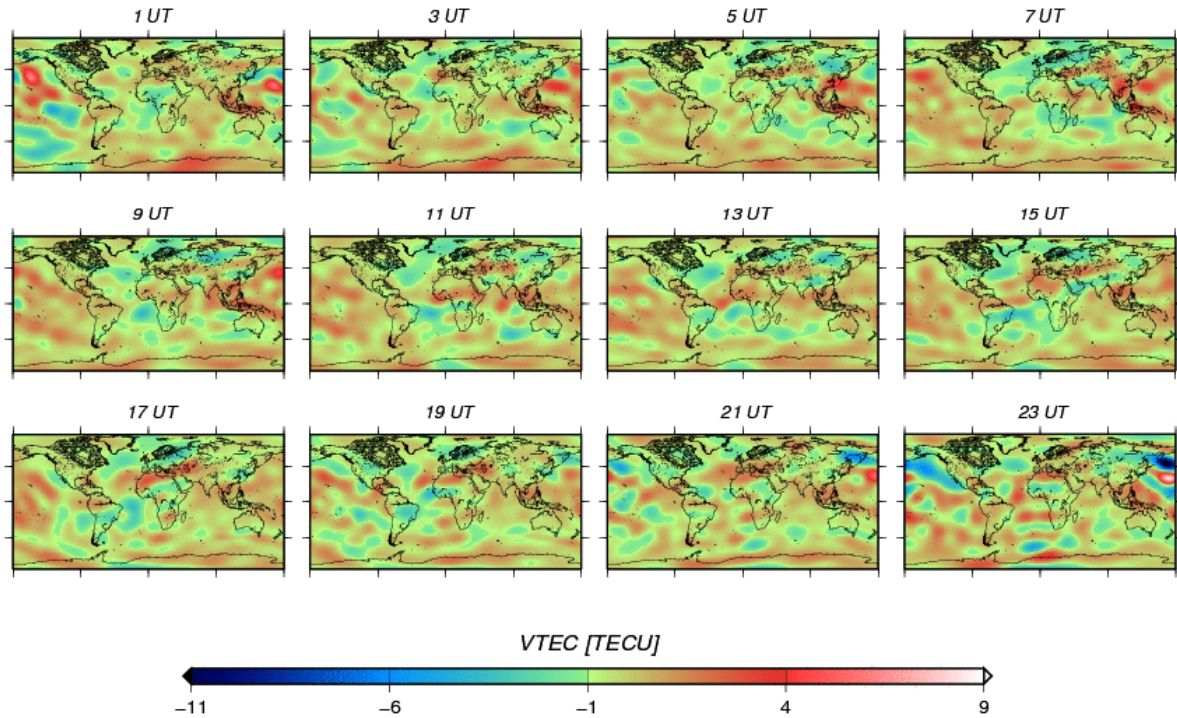 1 UT 3 UT 5 UT 7 UT
9 UT 11 UT 13 UT 15 UT
17 UT 19 UT 21 UT 23 UT
VTEC [TECU]
−11 −6 −1 4 9